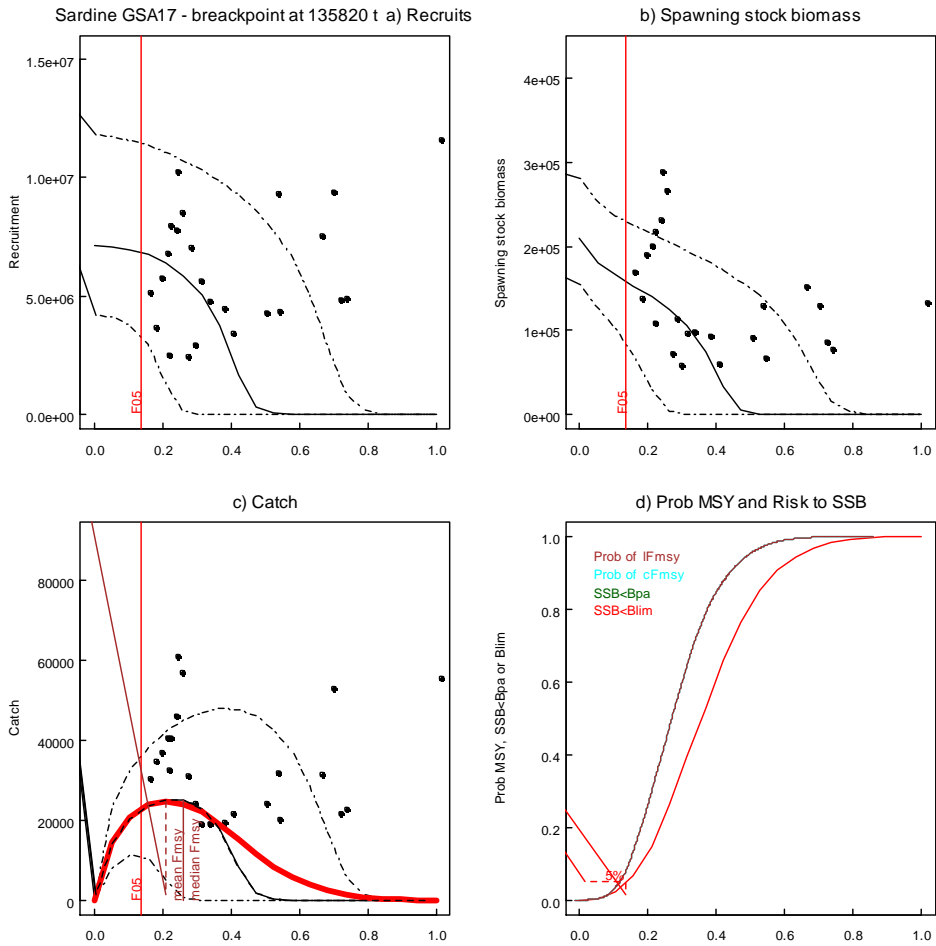 Sardine GSA17 - breackpoint at 135820 t a) Recruits
b) Spawning stock biomass
1.5e+07
1.0e+07
5.0e+06
0.0e+00
Recruitment
F05
0.0 0.2 0.4 0.6 0.8 1.0
4e+05
3e+05
2e+05
1e+05
0e+00
Spawning stock biomass
F05
0.0 0.2 0.4 0.6 0.8 1.0
c) Catch
80000
60000
40000
20000
0
Catch
F05
mean Fmsy
median Fmsy
0.0 0.2 0.4 0.6 0.8 1.0
d) Prob MSY and Risk to SSB
1.0
0.8
0.6
0.4
0.2
0.0
Prob MSY, SSB<Bpa or Blim
Prob of lFmsy
Prob of cFmsy
SSB<Bpa
SSB<Blim
5%
0.0 0.2 0.4 0.6 0.8 1.0